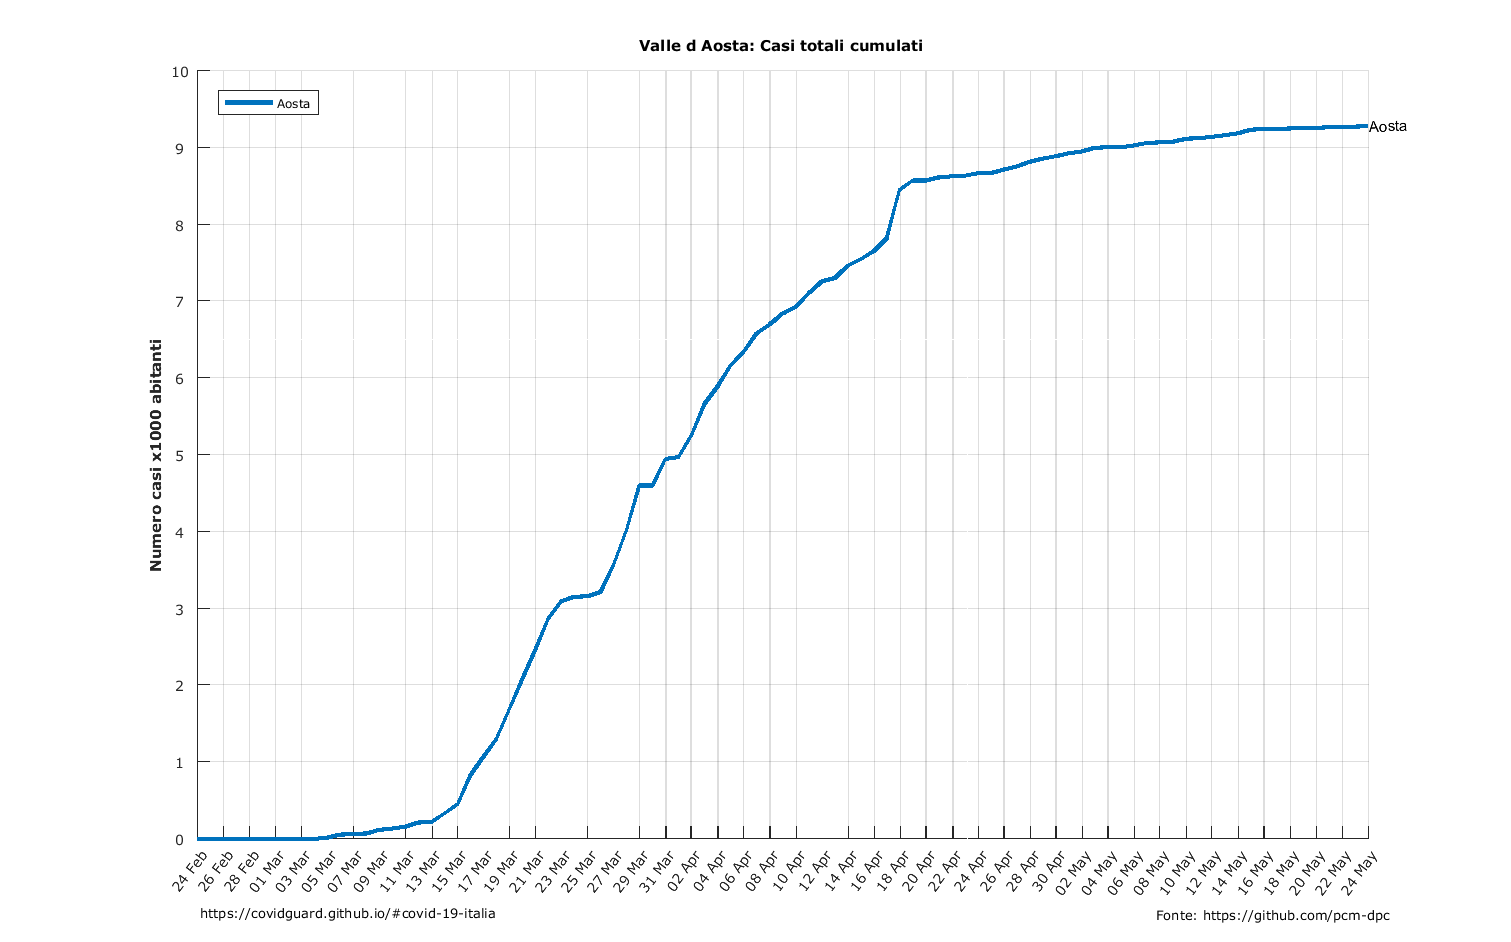 Valle d Aosta: Casi totali cumulati
Aosta
Aosta
Numero casi x1000 abitanti
10
9
8
7
6
5
4
3
2
1
0
24 Feb
26 Feb
28 Feb
01 Mar
03 Mar
05 Mar
07 Mar
09 Mar
11 Mar
13 Mar
15 Mar
17 Mar
19 Mar
21 Mar
23 Mar
25 Mar
27 Mar
29 Mar
31 Mar
02 Apr
04 Apr
06 Apr
08 Apr
10 Apr
12 Apr
14 Apr
16 Apr
18 Apr
20 Apr
22 Apr
24 Apr
26 Apr
28 Apr
30 Apr
02 May
04 May
06 May
08 May
10 May
12 May
14 May
16 May
18 May
20 May
22 May
24 May
https://covidguard.github.io/#covid-19-italia
Fonte: https://github.com/pcm-dpc